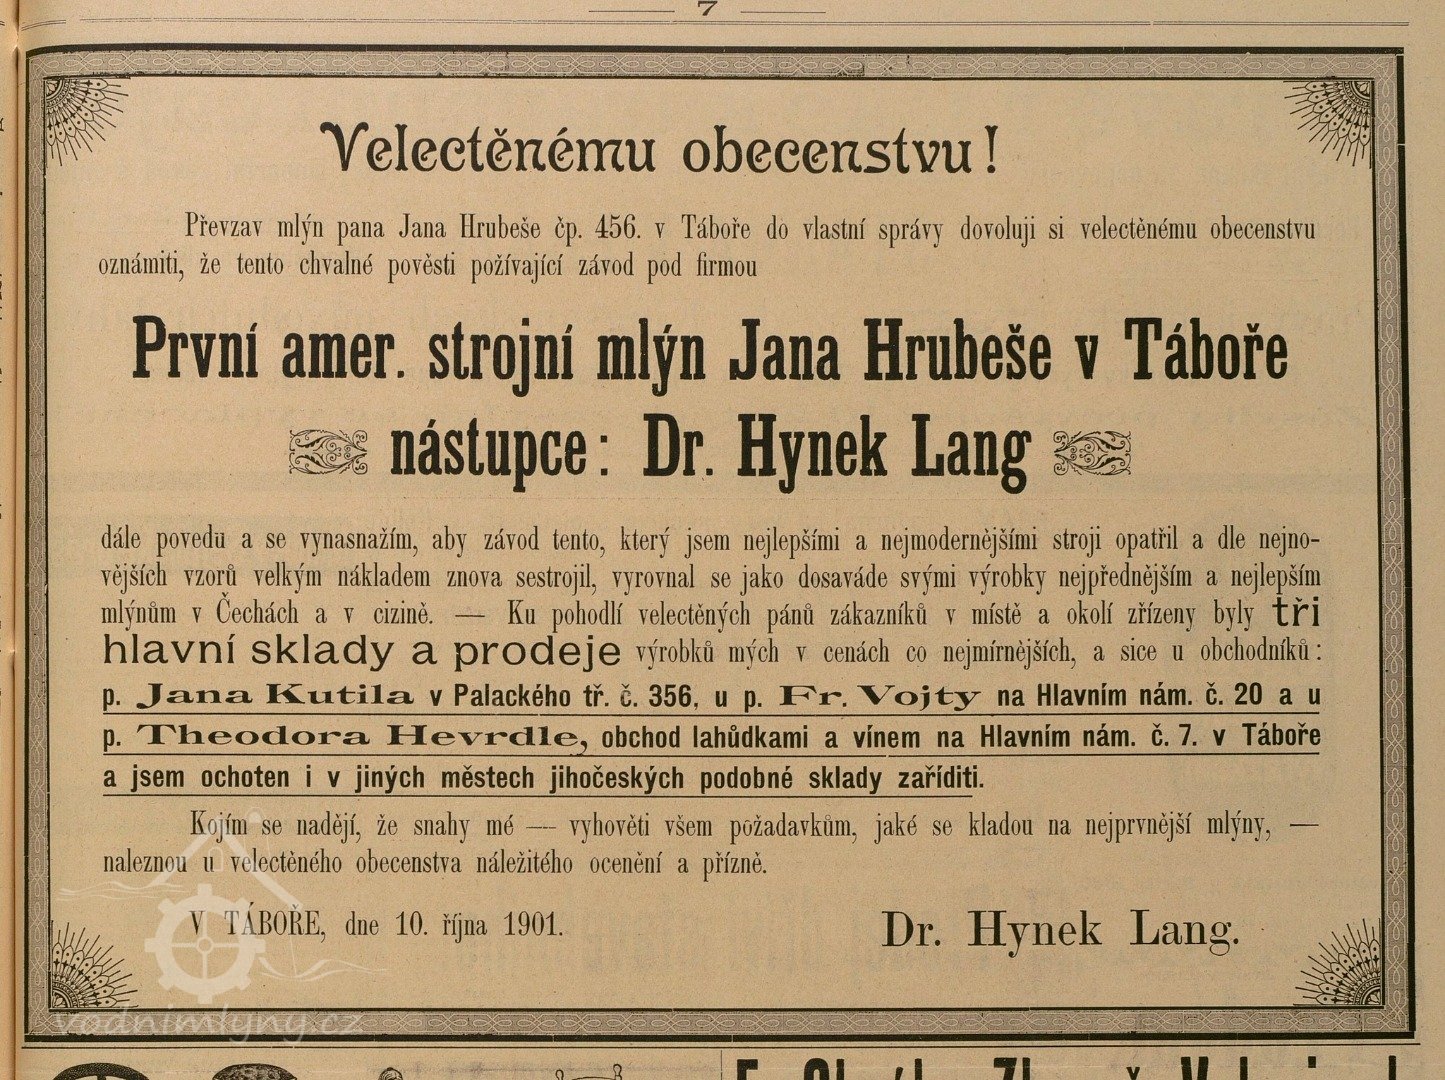 7
Velectěnému obecenstvu!
Převzav mlýn pana Jana Hrubeše čp. 456. v Táboře do vlastní správy dovoluji si velectěnému obecenstvu
oznámiti, že tento chvalné pověsti požívající závod pod firmou
První amer. strojní mlýn Jana Hrubeše v Táboře
nástupce: Dr. Hynek Lang
dále povedu a se vynasnažím, aby závod tento, který jsem nejlepšími a nejmodernějšími stroji opatřil a dle nejno-
vějších vzorů velkým nákladem znova sestrojil, vyrovnal se jako dosaváde svými výrobky nejpřednějším a nejlepším
mlýnům v Čechách a v cizině. — Ku pohodlí velectěných pánů zákazníků v místě a okolí zřízeny byly tři
hlavní sklady a prodeje výrobků mých v cenách co nejmírnějších, a sice u obchodníků:
p. Jana Kutila v Palackého tř. č. 356, u p. Fr. Vojty na Hlavním nám. č. 20 a u
p. Theodora Hevrdle, obchod lahůdkami a vínem na Hlavním nám. č. 7. v Táboře
a jsem ochoten i v jiných městech jihočeských podobné sklady zaříditi.
Kojím se nadějí, že snahy mé — vyhověti všem požadavkům, jaké se kladou na nejprvnější mlýny, —
naleznou u velectěného obecenstva náležitého ocenění a přízně.
V TÁBOŘE, dne 10. října 1901.
Dr. Hynek Lang.
vodnimlyny.cz